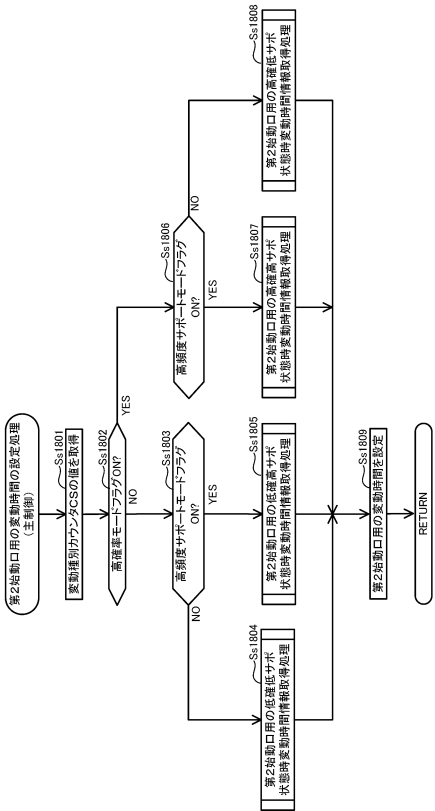 第2始動口用の変動時間の設定処理
（主制御）
Ss1801
変動種別カウンタCSの値を取得
Ss1802
高確率モードフラグON?
YES
NO
Ss1803
高頻度サポートモードフラグ
ON?
NO
YES
Ss1806
高頻度サポートモードフラグ
ON?
YES
NO
Ss1804
第2始動口用の低確低サポ
状態時変動時間情報取得処理
Ss1805
第2始動口用の低確高サポ
状態時変動時間情報取得処理
Ss1807
第2始動口用の高確高サポ
状態時変動時間情報取得処理
Ss1808
第2始動口用の高確低サポ
状態時変動時間情報取得処理
Ss1809
第2始動口用の変動時間を設定
RETURN